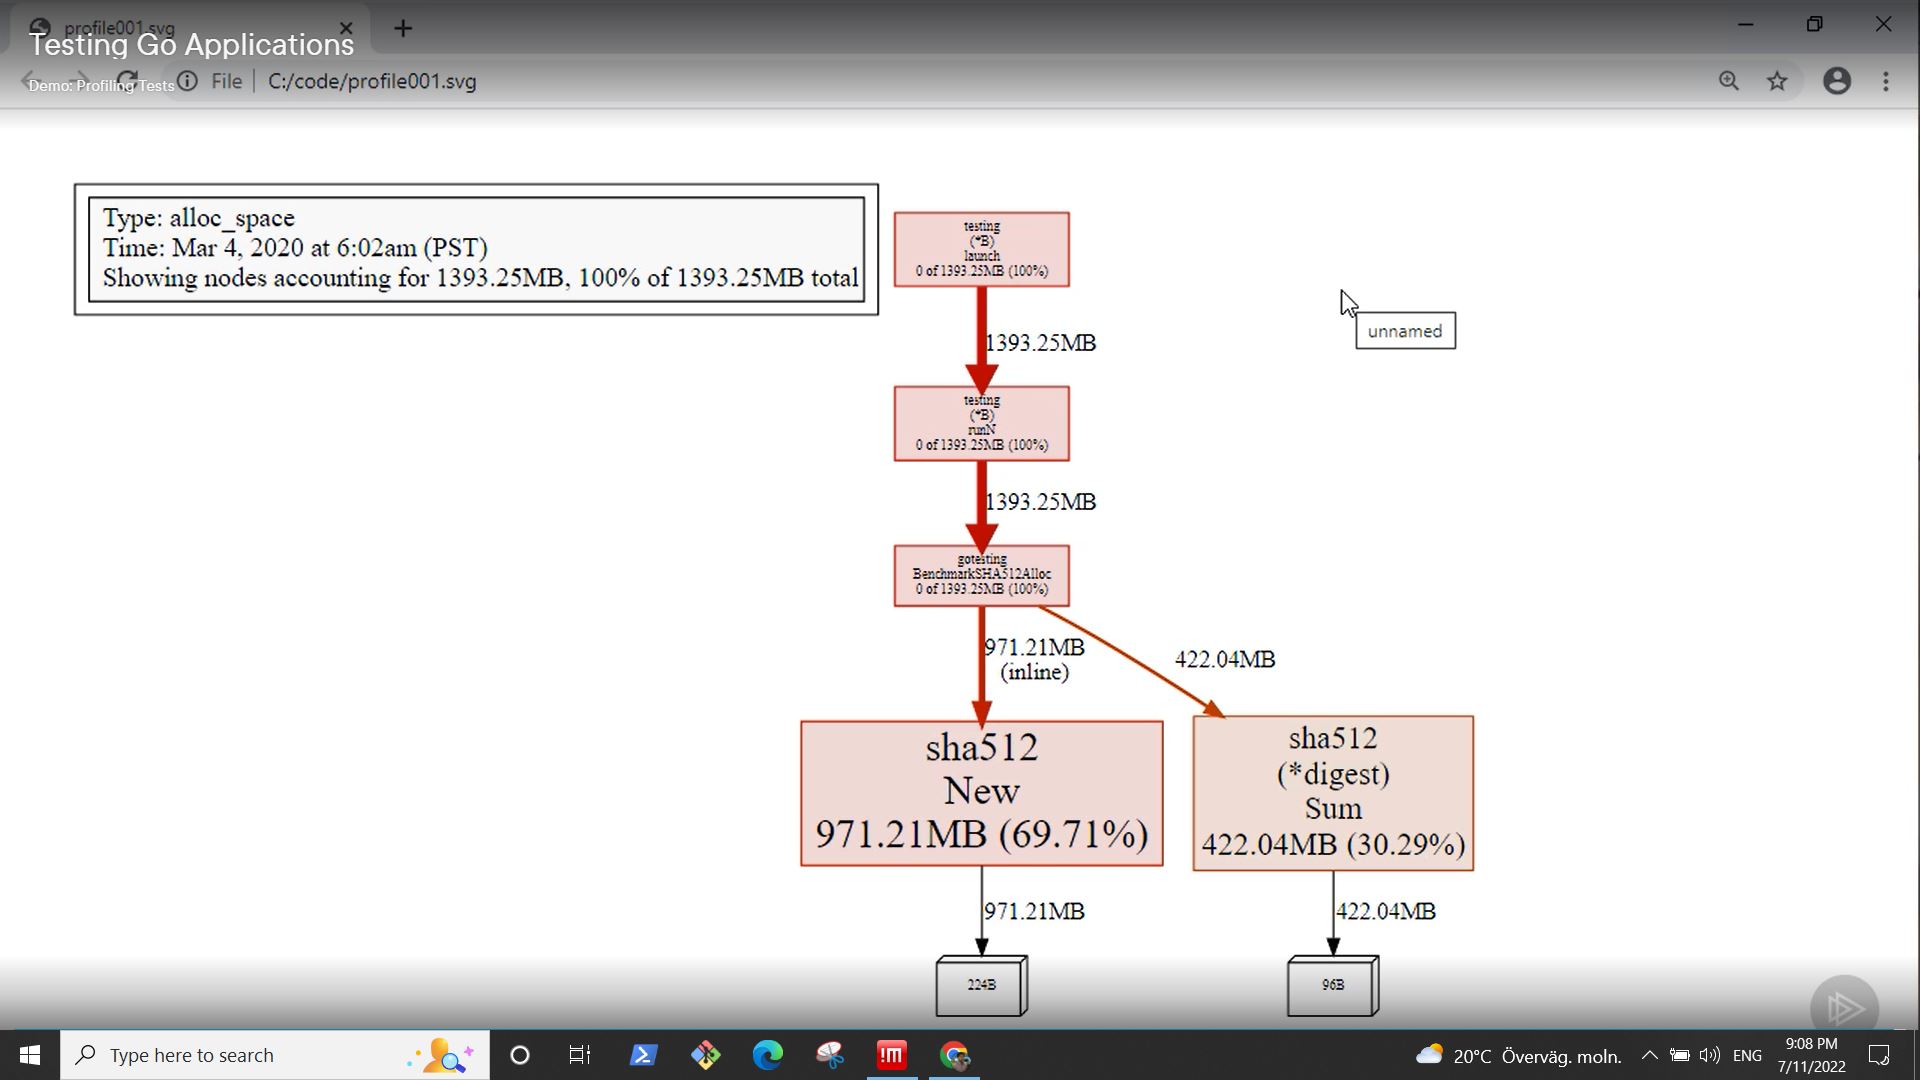 profile001.svg
Testing Go Applications
Demo: Profiling Tests
File
C:/code/profile001.svg
Type: alloc_space
Time: Mar 4, 2020 at 6:02am (PST)
Showing nodes accounting for 1393.25MB, 100% of 1393.25MB total
testing
(*B)
launch
0 of 1393.25MB (100%)
unnamed
1393.25MB
testing
(*B)
runN
0 of 1393.25MB (100%)
1393.25MB
gotesting
BenchmarkSHA512Alloc
0 of 1393.25MB (100%)
971.21MB
(inline)
422.04MB
sha512
New
971.21MB (69.71%)
sha512
(*digest)
Sum
422.04MB (30.29%)
971.21MB
422.04MB
224B
96B
Type here to search
!M
20°C Överväg. moln.
ENG
9:08 PM
7/11/2022